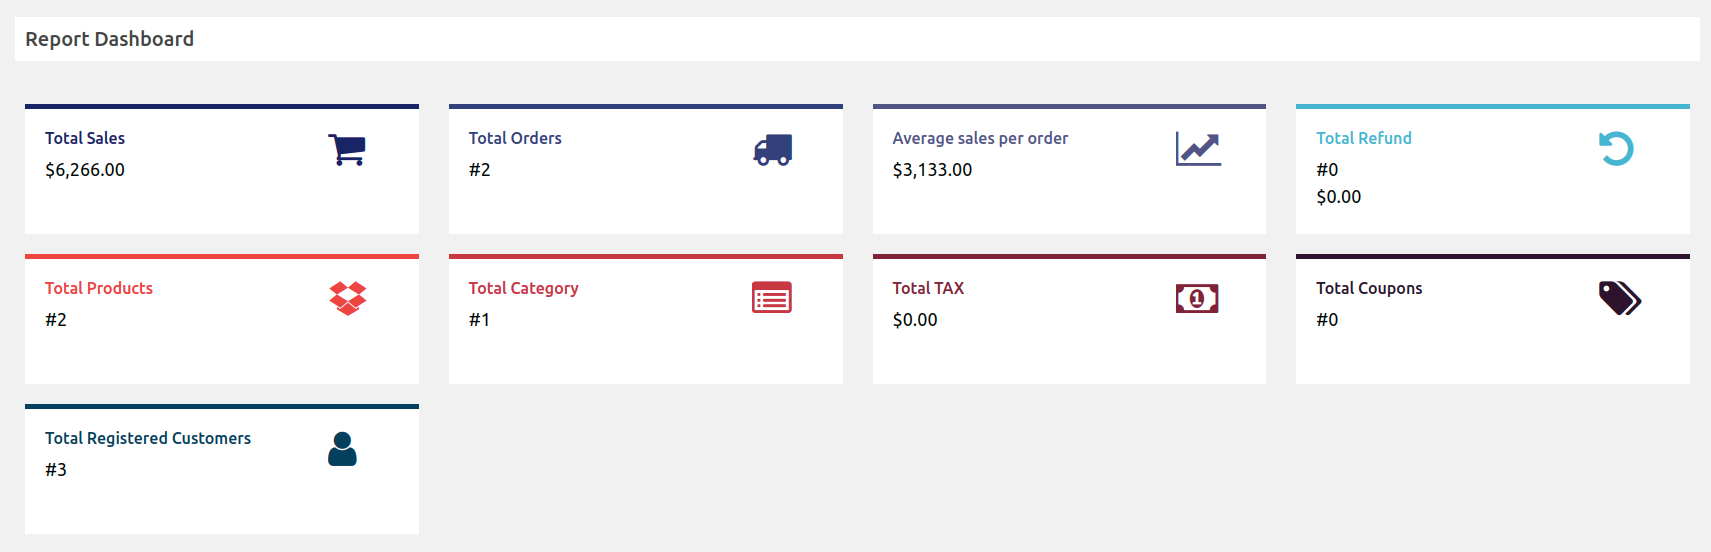 Report Dashboard
Total Sales
$6,266.00
Total Orders
#2
Average sales per order
$3,133.00
Total Refund
#0
$0.00
Total Products
#2
Total Category
#1
Total TAX
$0.00
1
Total Coupons
#0
Total Registered Customers
#3